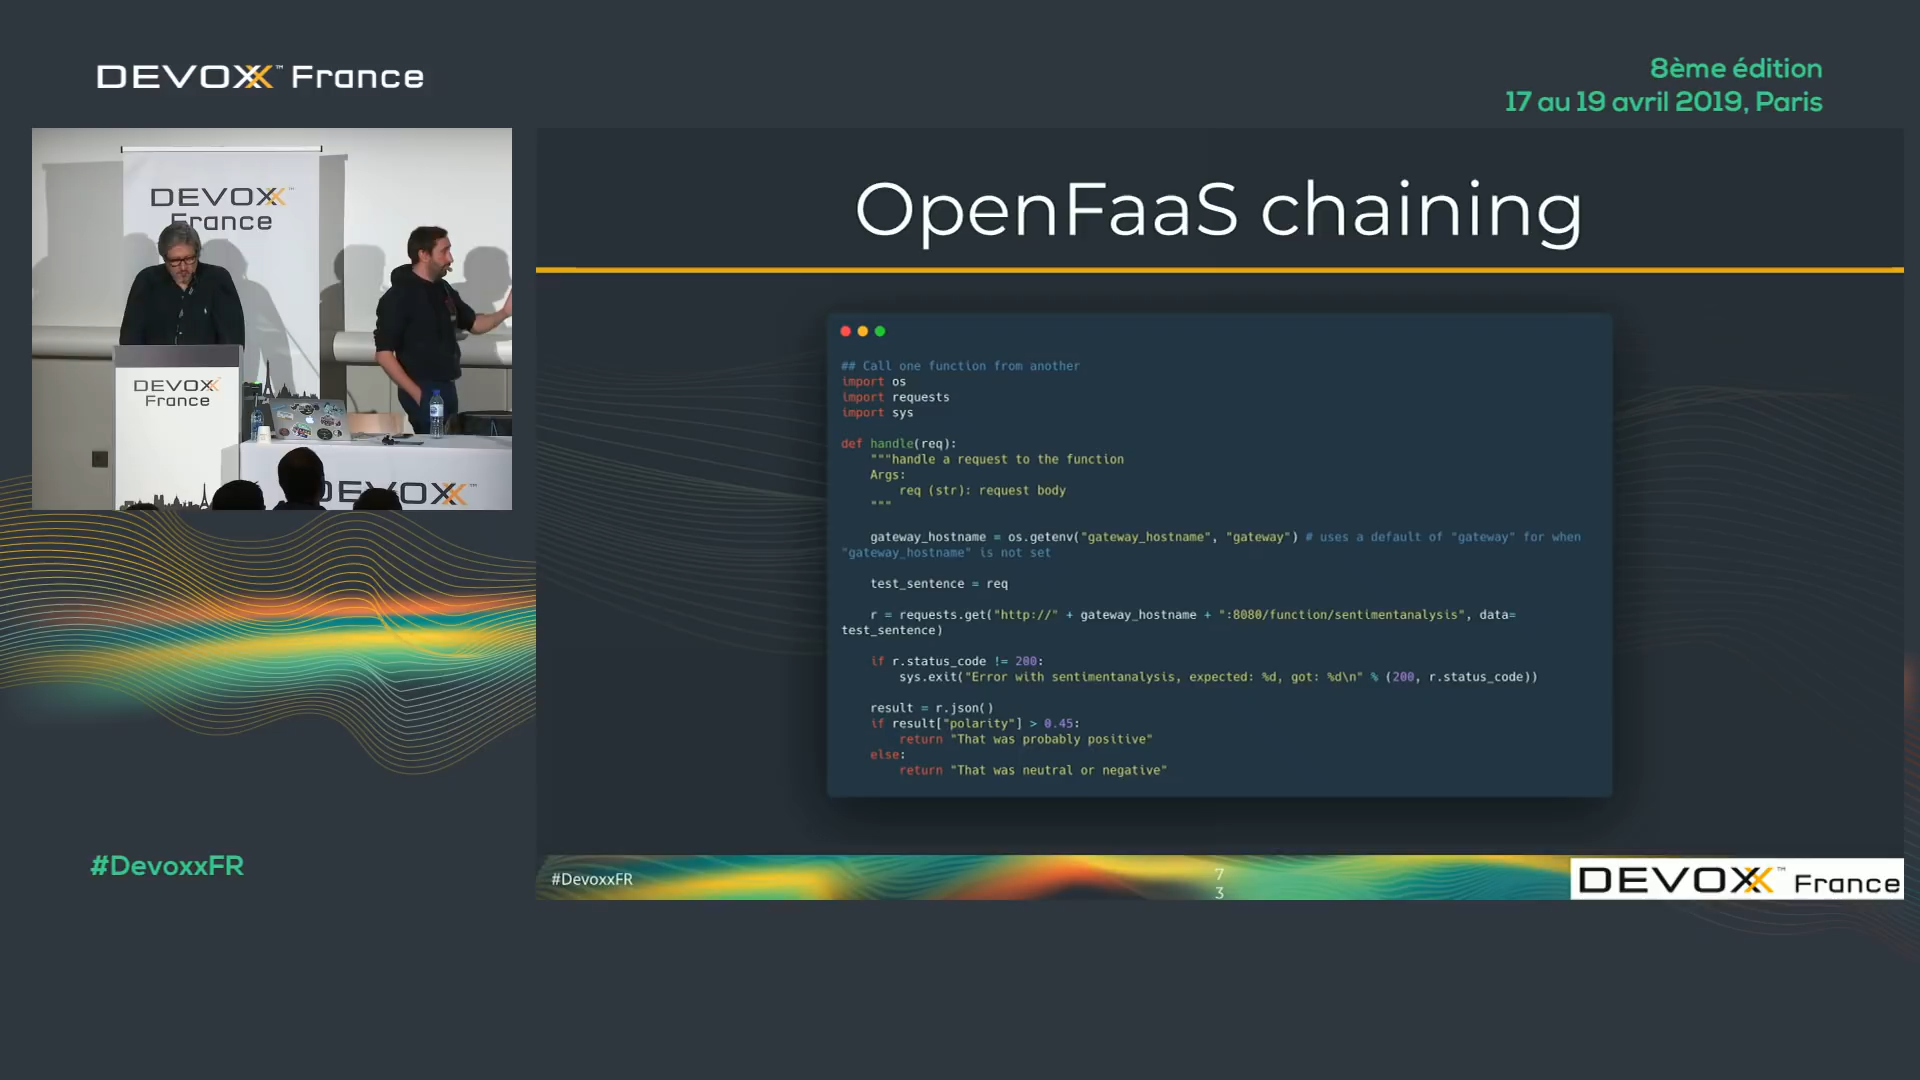 DEVOXX™ France
8ème édition
17 au 19 avril 2019, Paris
DEVOXX™
France
DEVOXX
France
DEVOXX™
#DevoxxFR
OpenFaaS chaining
## Call one function from another
import os
import requests
import sys
def handle(req):
"""handle a request to the function
Args:
req (str): request body
"""
gateway_hostname = os.getenv("gateway_hostname", "gateway") # uses a default of "gateway" for when
"gateway_hostname" is not set
test_sentence = req
r = requests.get("http://" + gateway_hostname + ":8080/function/sentimentanalysis", data=
test_sentence)
if r.status_code != 200:
sys.exit("Error with sentimentanalysis, expected: %d, got: %d\n" % (200, r.status_code))
result = r.json()
if result["polarity"] > 0.45:
return "That was probably positive"
else:
return "That was neutral or negative"
#DevoxxFR
7
3
DEVOXX™ France